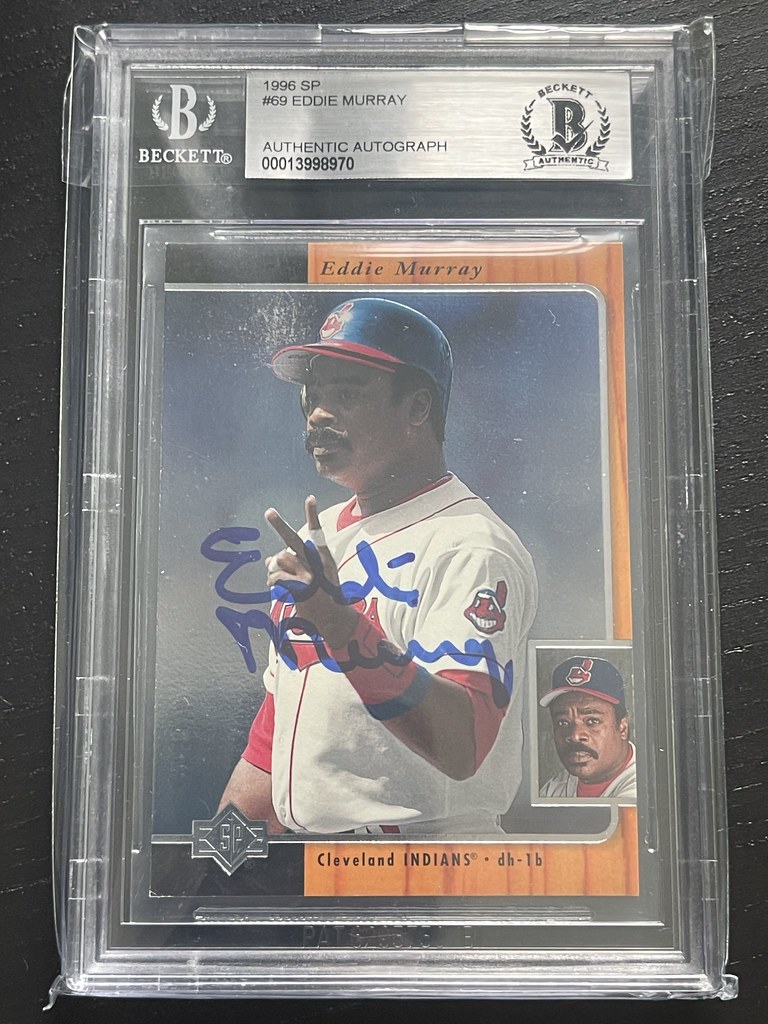 1996 SP
#69 EDDIE MURRAY
B
BECKETT®
AUTHENTIC AUTOGRAPH
00013998970
BECKETT
B
AUTHENTIC
Eddie Murray
Eddie
Murray
SP
Cleveland INDIANS® • dh-1b